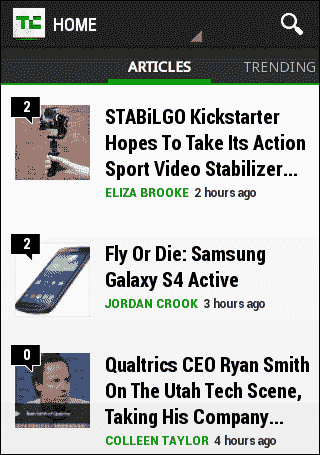 TC HOME
ARTICLES TRENDING
2
STABiLGO Kickstarter
Hopes To Take Its Action
Sport Video Stabilizer...
ELIZA BROOKE 2 hours ago
2
Fly Or Die: Samsung
Galaxy S4 Active
JORDAN CROOK 3 hours ago
0
Qualtrics CEO Ryan Smith
On The Utah Tech Scene,
Taking His Company...
COLLEEN TAYLOR 4 hours ago